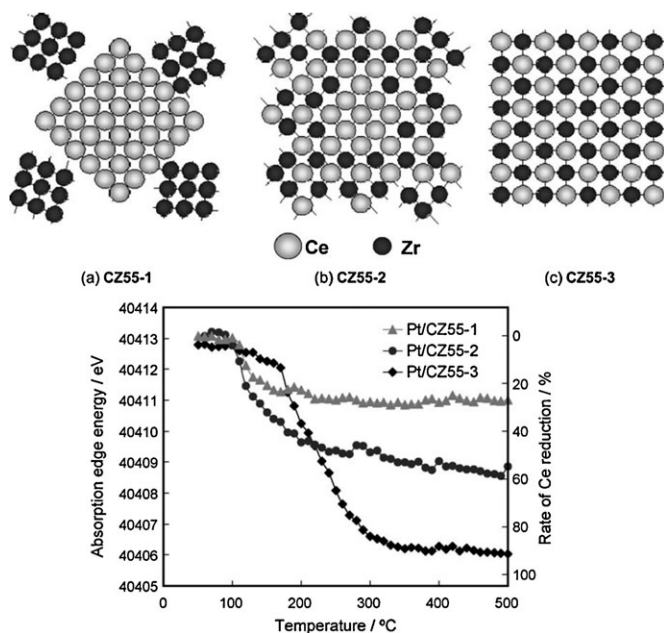 Ce Zr
(a) CZ55-1 (b) CZ55-2 (c) CZ55-3
40414
40413
40412
40411
40410
40409
40408
40407
40406
40405
Absorption edge energy / eV
Pt/CZ55-1
Pt/CZ55-2
Pt/CZ55-3
0
20
40
60
80
100
Rate of Ce reduction / %
0 100 200 300 400 500
Temperature / ºC